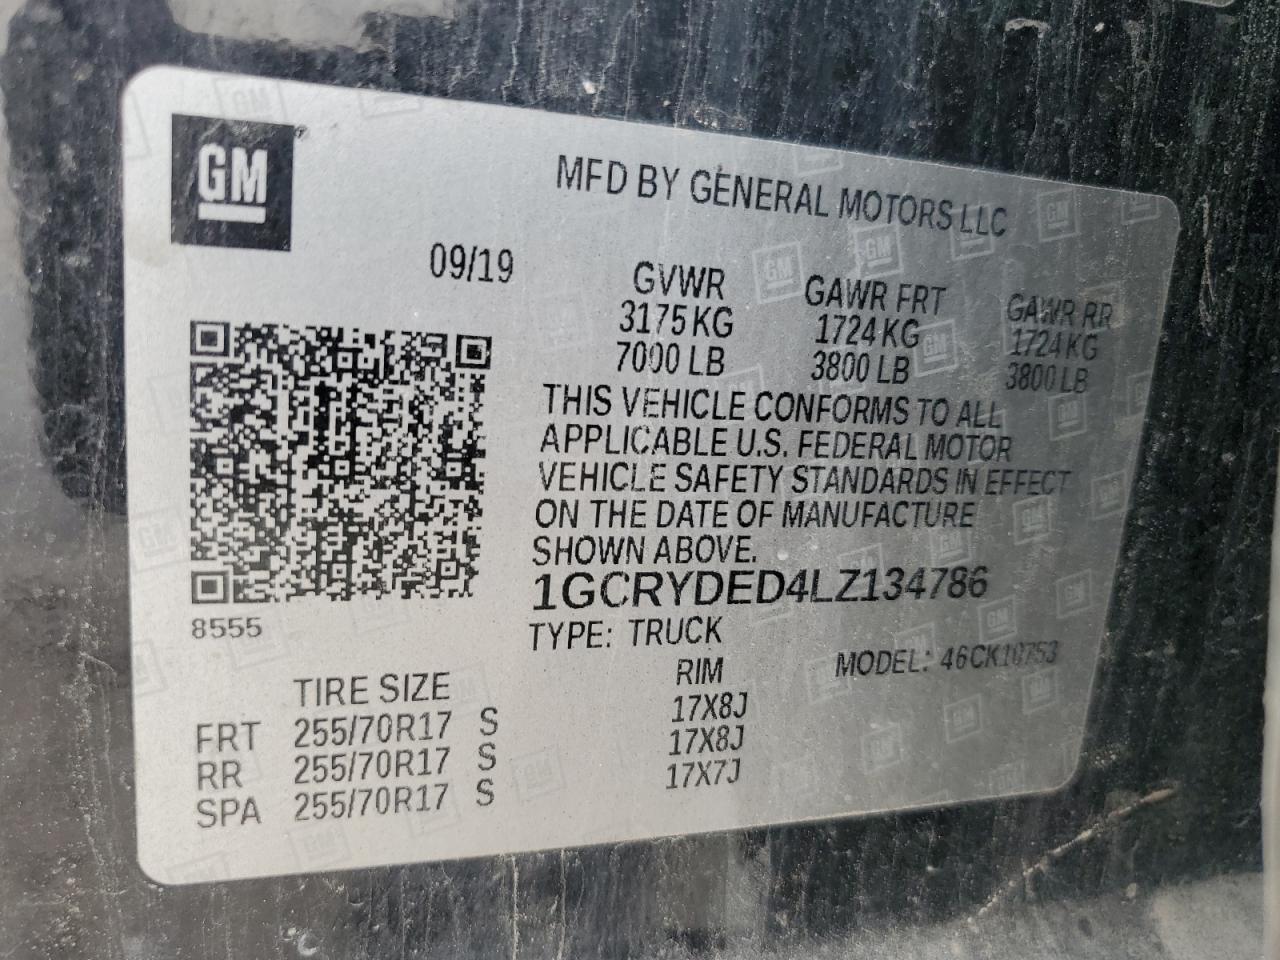 GM
MFD BY GENERAL MOTORS LLC
09/19
GVWR GAWR FRT GAWR RR
3175 KG 1724 KG 1724 KG
7000 LB 3800 LB 3800 LB
THIS VEHICLE CONFORMS TO ALL
APPLICABLE U.S. FEDERAL MOTOR
VEHICLE SAFETY STANDARDS IN EFFECT
ON THE DATE OF MANUFACTURE
SHOWN ABOVE.
1GCRYDED4LZ134786
8555
TYPE: TRUCK
MODEL: 46CK10753
TIRE SIZE RIM
FRT 255/70R17 S 17X8J
RR 255/70R17 S 17X8J
SPA 255/70R17 S 17X7J